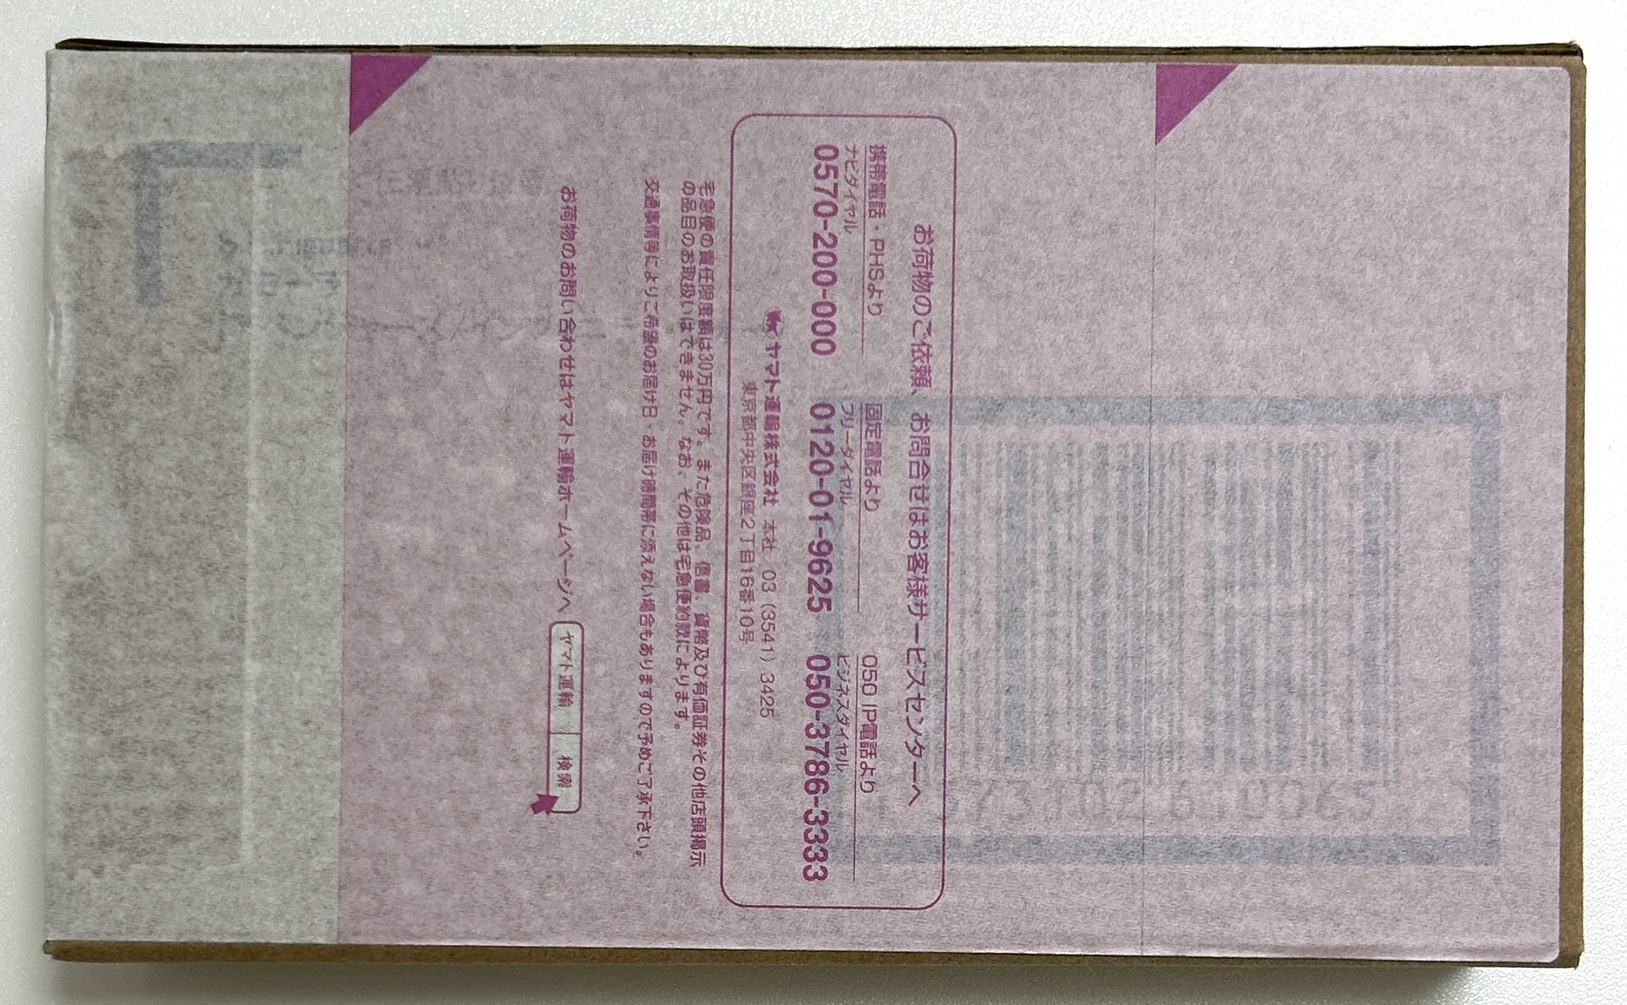 お荷物のご依頼、お問合せはお客様サービスセンターへ
携帯電話・PHSより
ナビダイヤル
0570-200-000
固定電話より
フリーダイヤル
0120-01-9625
050 IP電話より
ビジネスダイヤル
050-3786-3333
ヤマト運輸株式会社 本社 03 (3541) 3425
東京都中央区銀座2丁目16番10号
宅急便の責任限度額は30万円です。また危険品、信書、貨幣及び有価証券その他店頭掲示
の品目のお取扱いはできません。なお、その他は宅急便約款によります。
交通事情等によりご希望のお届け日・お届け時間帯に添えない場合もありますので予めご了承下さい。
お荷物のお問い合わせはヤマト運輸ホームページへ
ヤマト運輸 検索